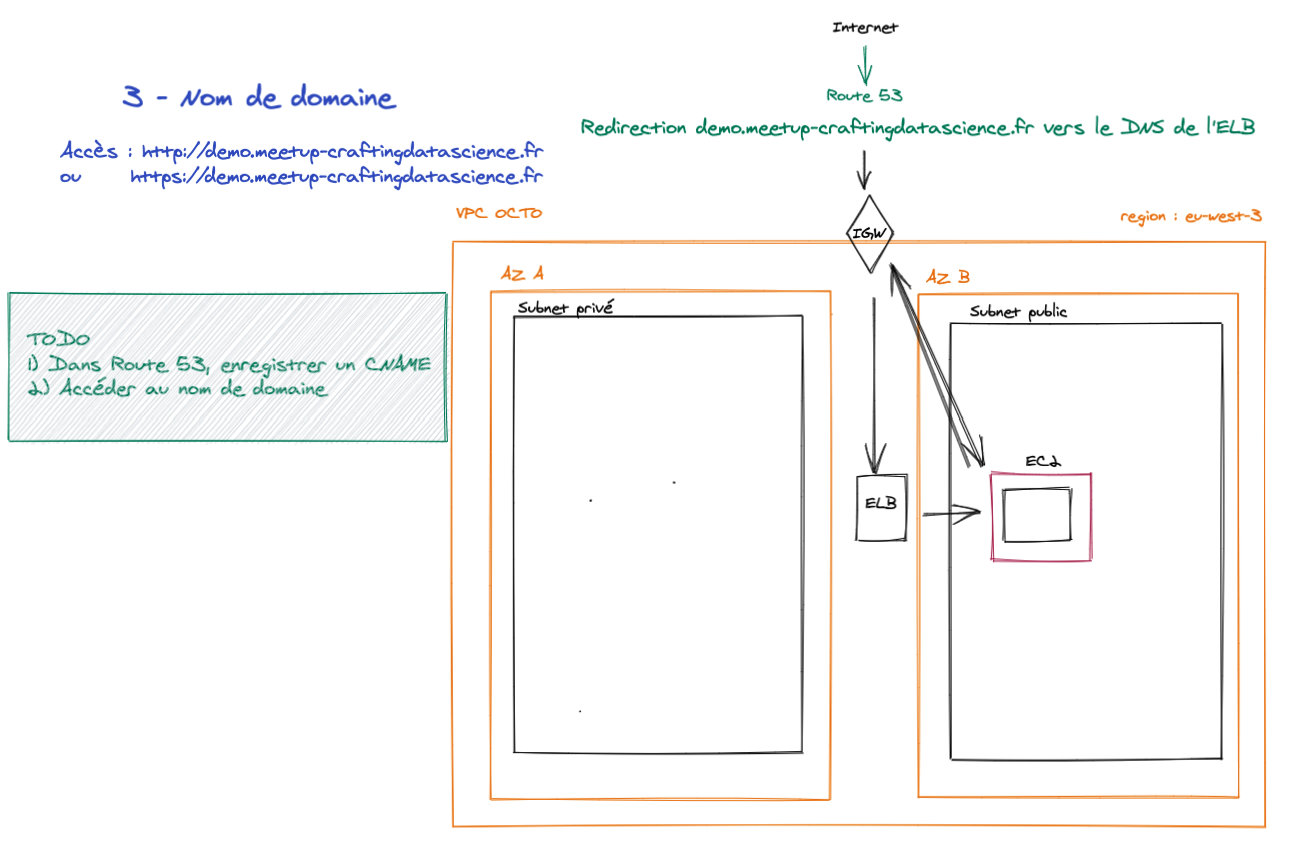 Internet
3 - Nom de domaine
Route 53
Redirection demo.meetup-craftingdatascience.fr vers le DNS de l'ELB
Accès : http://demo.meetup-craftingdatascience.fr
ou https://demo.meetup-craftingdatascience.fr
VPC OCTO
region : eu-west-3
IGW
AZ A
AZ B
Subnet privé
Subnet public
TODO
1) Dans Route 53, enregistrer un CNAME
2) Accéder au nom de domaine
EC2
ELB